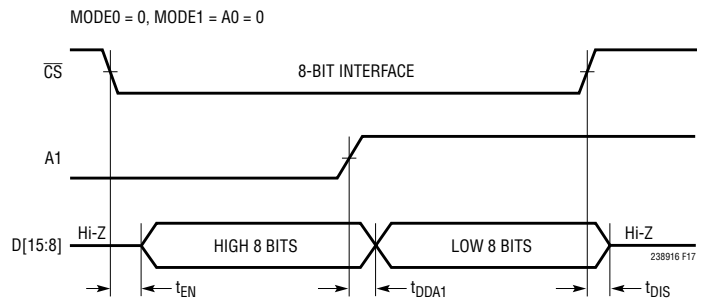 MODE0 = 0, MODE1 = A0 = 0
CS
8-BIT INTERFACE
A1
D[15:8]
Hi-Z
HIGH 8 BITS
LOW 8 BITS
Hi-Z
238916 F17
tEN
tDDA1
tDIS